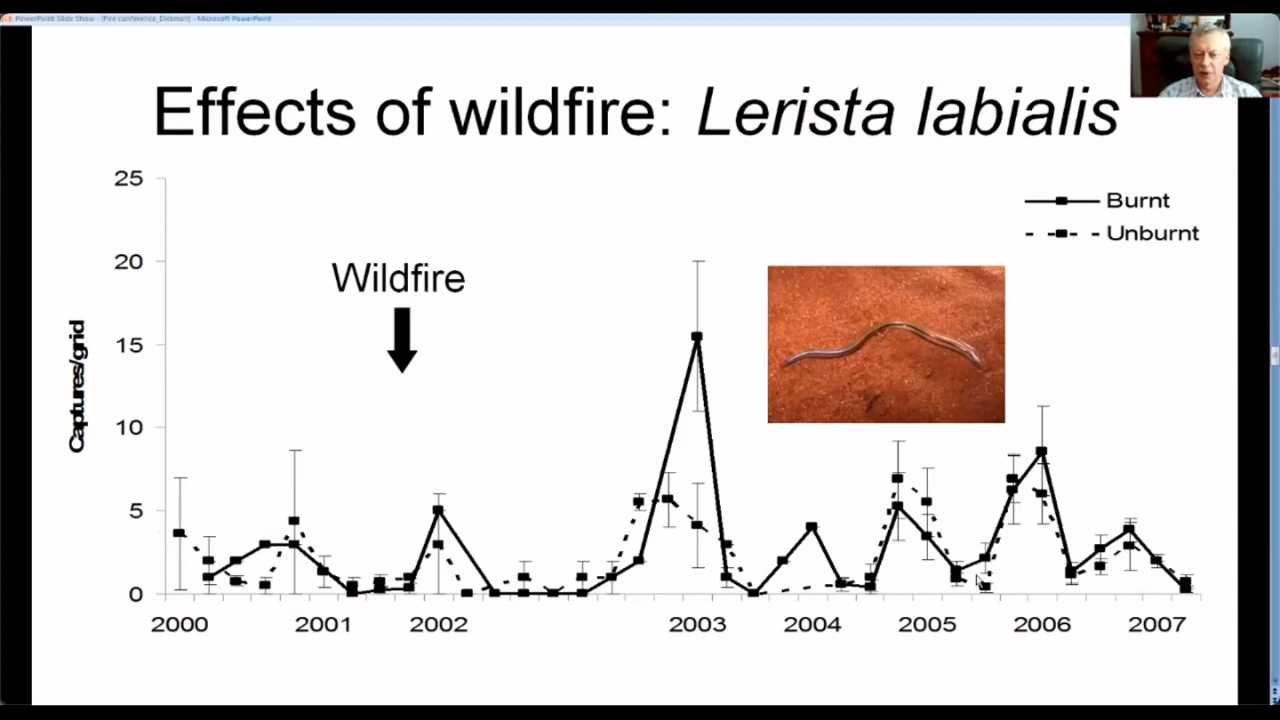 PowerPoint Slide Show - [Fire conference_Dickman] - Microsoft PowerPoint
Effects of wildfire: Lerista labialis
25
Burnt
Unburnt
20
Wildfire
15
Captures/grid
10
5
0
2000 2001 2002 2003 2004 2005 2006 2007